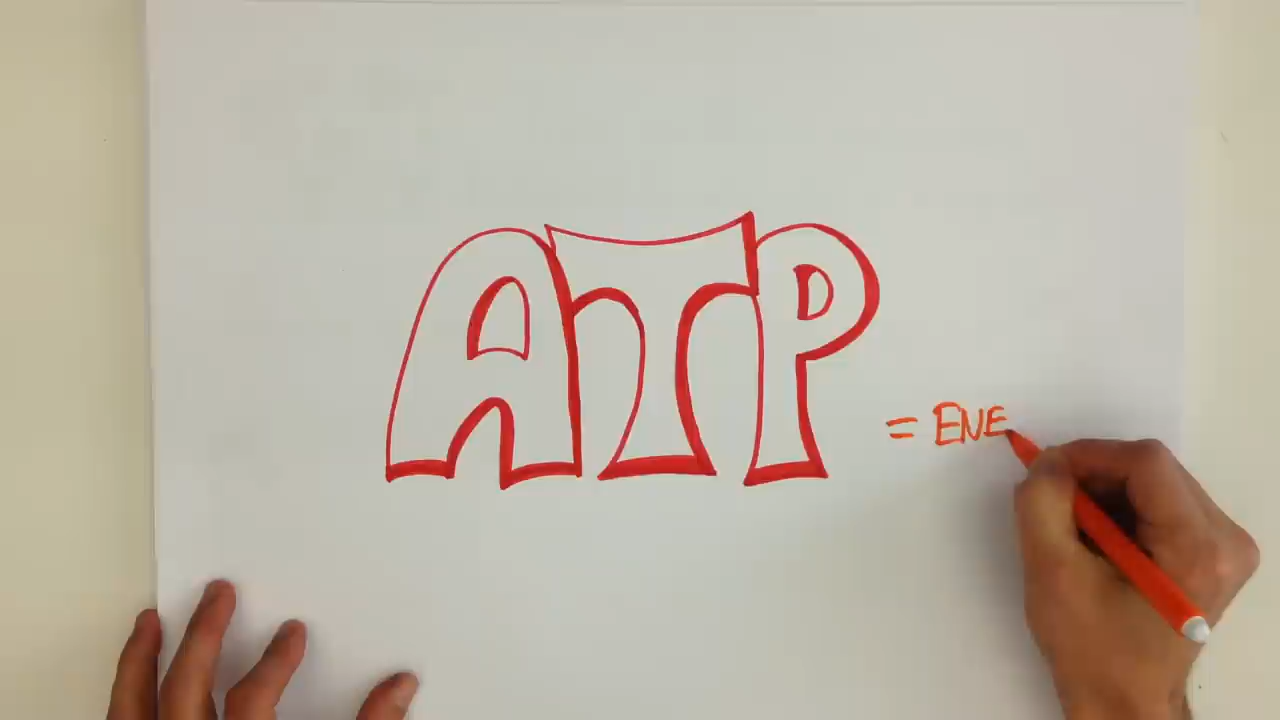 ATP
= ENE